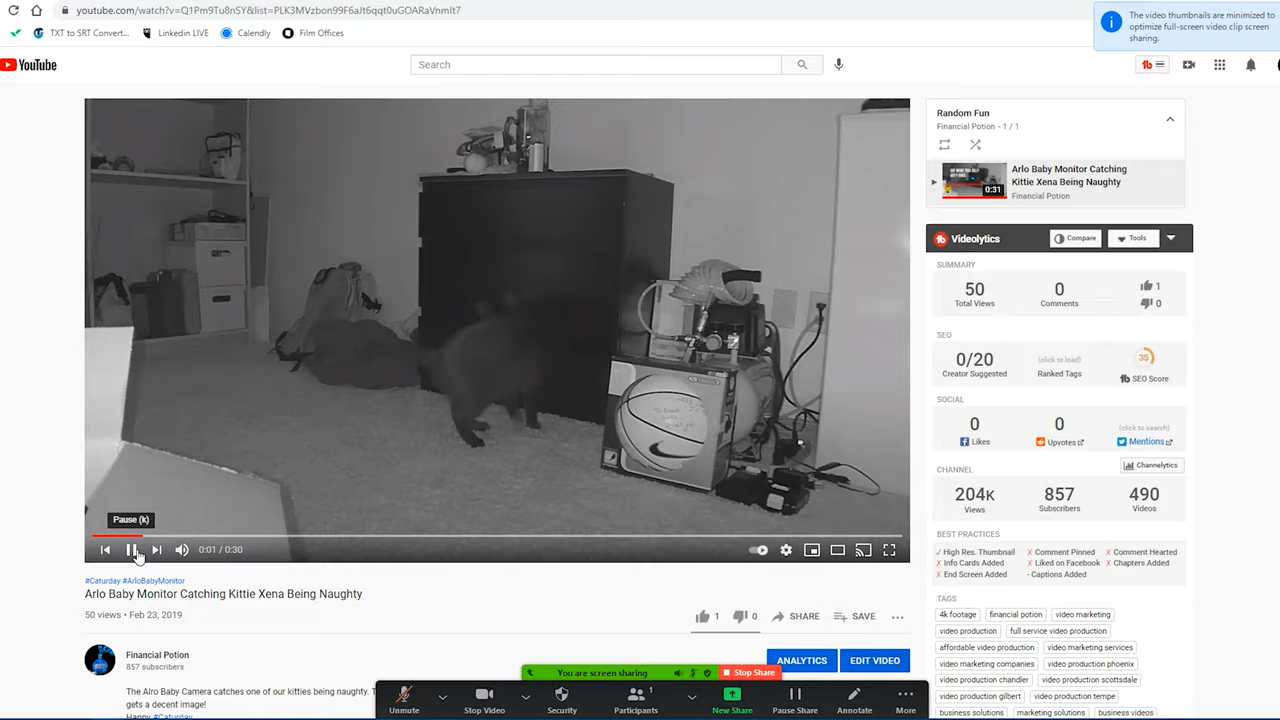 youtube.com/watch?v=Q1Pm9Tu8nSY&list=PLK3MVzbon99F6aJt6qqt0uGOARaVnmIt7
The video thumbnails are minimized to
optimize full-screen video clip screen
sharing.
TXT to SRT Convert... Linkedin LIVE Calendly Film Offices
YouTube
Search
Random Fun
Financial Potion - 1 / 1
Arlo Baby Monitor Catching
Kittie Xena Being Naughty
0:31
Financial Potion
Videolytics Compare Tools
SUMMARY
50 0 1
Total Views Comments 0
SEO
0/20 (click to load) 35
Creator Suggested Ranked Tags SEO Score
SOCIAL
0 0 (click to search)
Likes Upvotes Mentions
CHANNEL Channelytics
204K 857 490
Views Subscribers Videos
BEST PRACTICES
✓ High Res. Thumbnail ✗ Comment Pinned ✗ Comment Hearted
✗ Info Cards Added ✗ Liked on Facebook ✗ Chapters Added
✗ End Screen Added - Captions Added
TAGS
4k footage financial potion video marketing
video production full service video production
affordable video production video marketing services
video marketing companies video production phoenix
video production chandler video production scottsdale
video production gilbert video production tempe
business solutions marketing solutions business videos
Pause (k)
0:01 / 0:30
#Caturday #ArloBabyMonitor
Arlo Baby Monitor Catching Kittie Xena Being Naughty
50 views • Feb 23, 2019
1 0 SHARE SAVE
Financial Potion
857 subscribers
ANALYTICS EDIT VIDEO
The Alro Baby Camera catches one of our kitties being naughty.
gets a decent image!
Happy #Caturday
You are screen sharing Stop Share
1
Unmute Stop Video Security Participants New Share Pause Share Annotate More